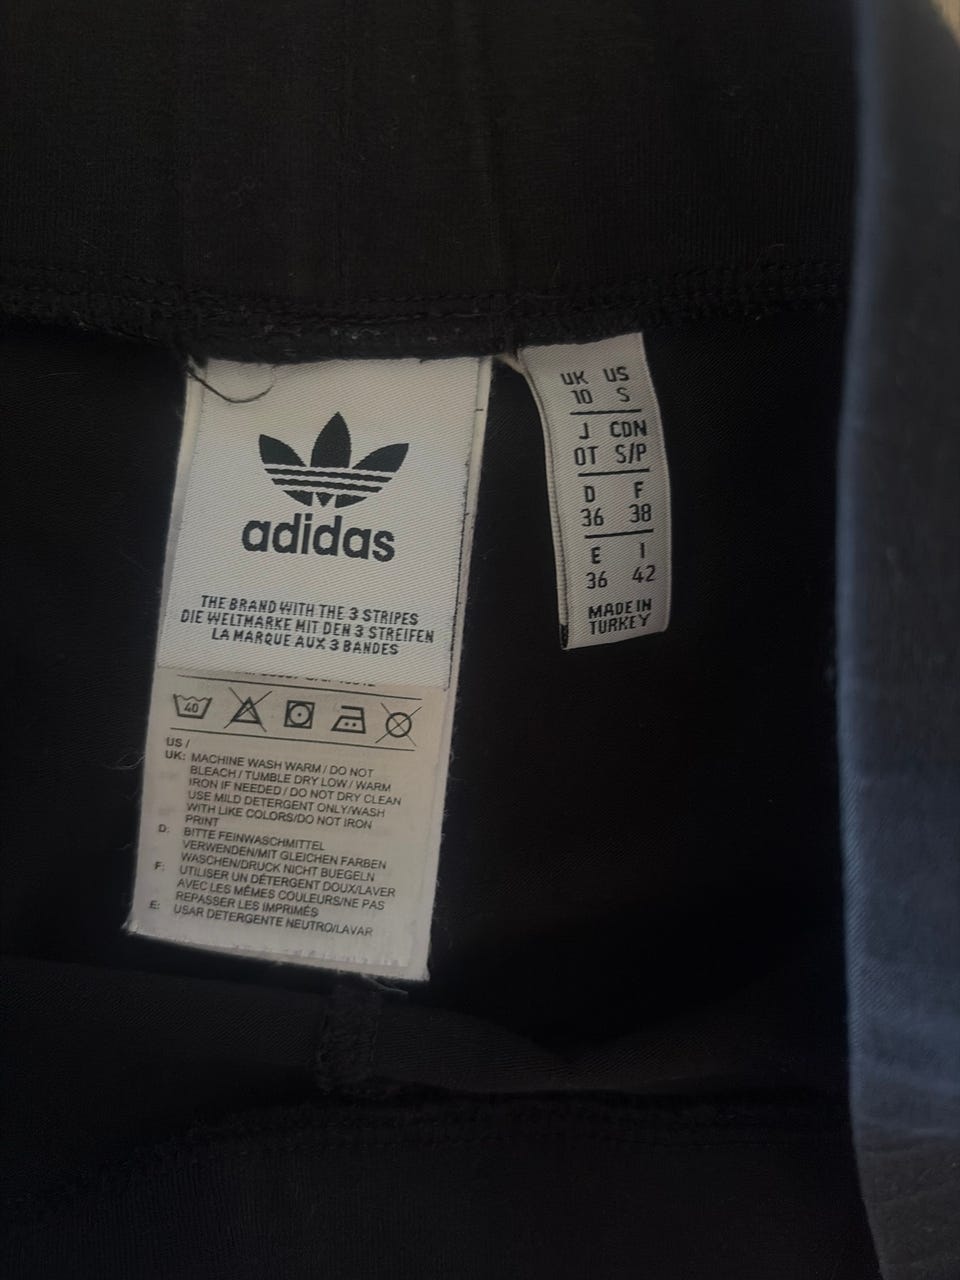 adidas
THE BRAND WITH THE 3 STRIPES
DIE WELTMARKE MIT DEN 3 STREIFEN
LA MARQUE AUX 3 BANDES
40
US /
UK: MACHINE WASH WARM / DO NOT
BLEACH / TUMBLE DRY LOW / WARM
IRON IF NEEDED / DO NOT DRY CLEAN
USE MILD DETERGENT ONLY/WASH
WITH LIKE COLORS/DO NOT IRON
PRINT
D: BITTE FEINWASCHMITTEL
VERWENDEN/MIT GLEICHEN FARBEN
WASCHEN/DRUCK NICHT BUEGELN
F: UTILISER UN DÉTERGENT DOUX/LAVER
AVEC LES MÊMES COULEURS/NE PAS
REPASSER LES IMPRIMÉS
E: USAR DETERGENTE NEUTRO/LAVAR
UK US
10 S
J CDN
OT S/P
D F
36 38
E I
36 42
MADE IN
TURKEY